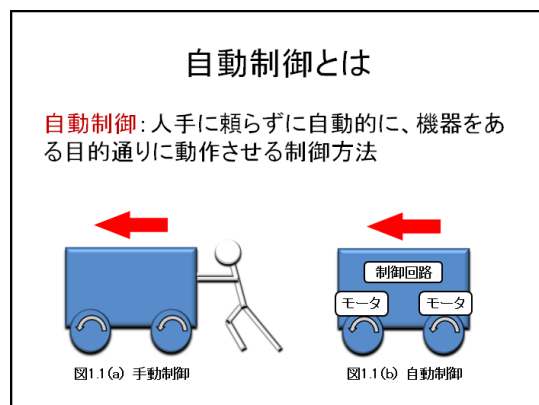 自動制御とは
自動制御：人手に頼らずに自動的に、機器をあ
る目的通りに動作させる制御方法
制御回路
モータ
モータ
図1.1(a) 手動制御
図1.1(b) 自動制御